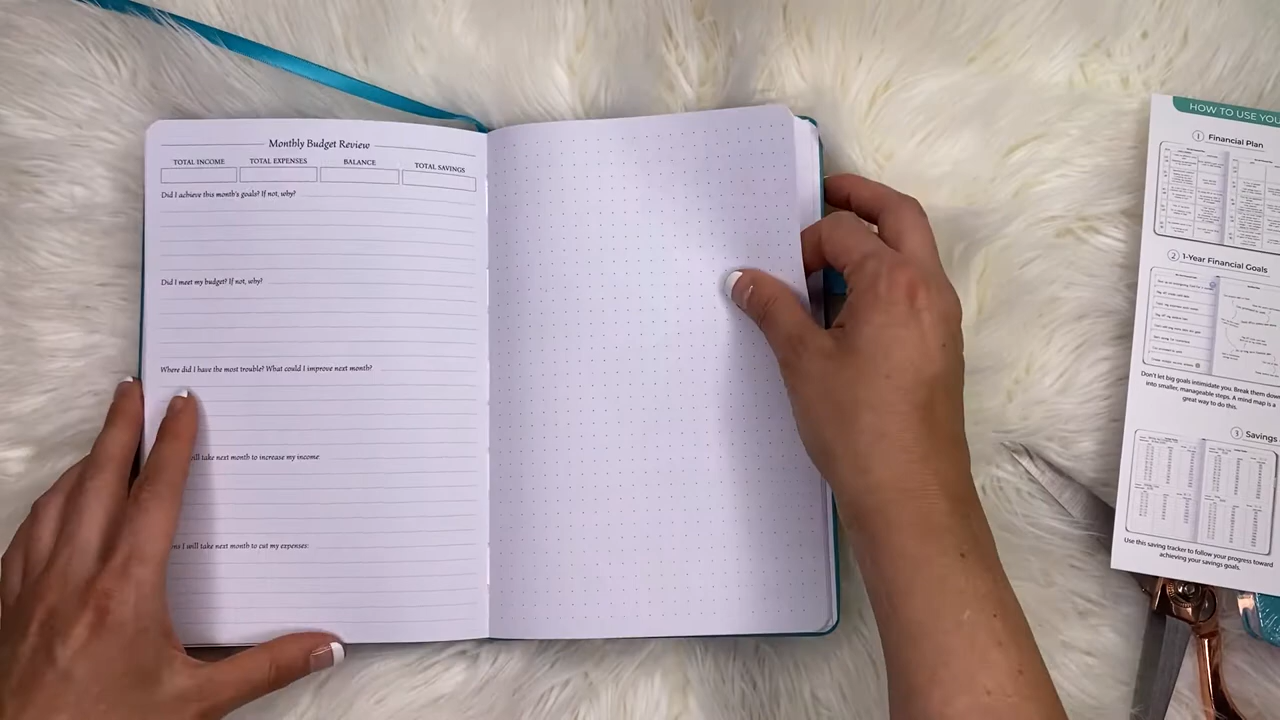 Monthly Budget Review
TOTAL INCOME TOTAL EXPENSES BALANCE TOTAL SAVINGS
Did I achieve this month's goals? If not, why?
Did I meet my budget? If not, why?
Where did I have the most trouble? What could I improve next month?
will take next month to increase my income:
I will take next month to cut my expenses:
HOW TO USE YOU
1 Financial Plan
2 1-Year Financial Goals
Don't let big goals intimidate you. Break them down
into smaller, manageable steps. A mind map is a
great way to do this.
3 Savings
Use this saving tracker to follow your progress toward
achieving your savings goals.